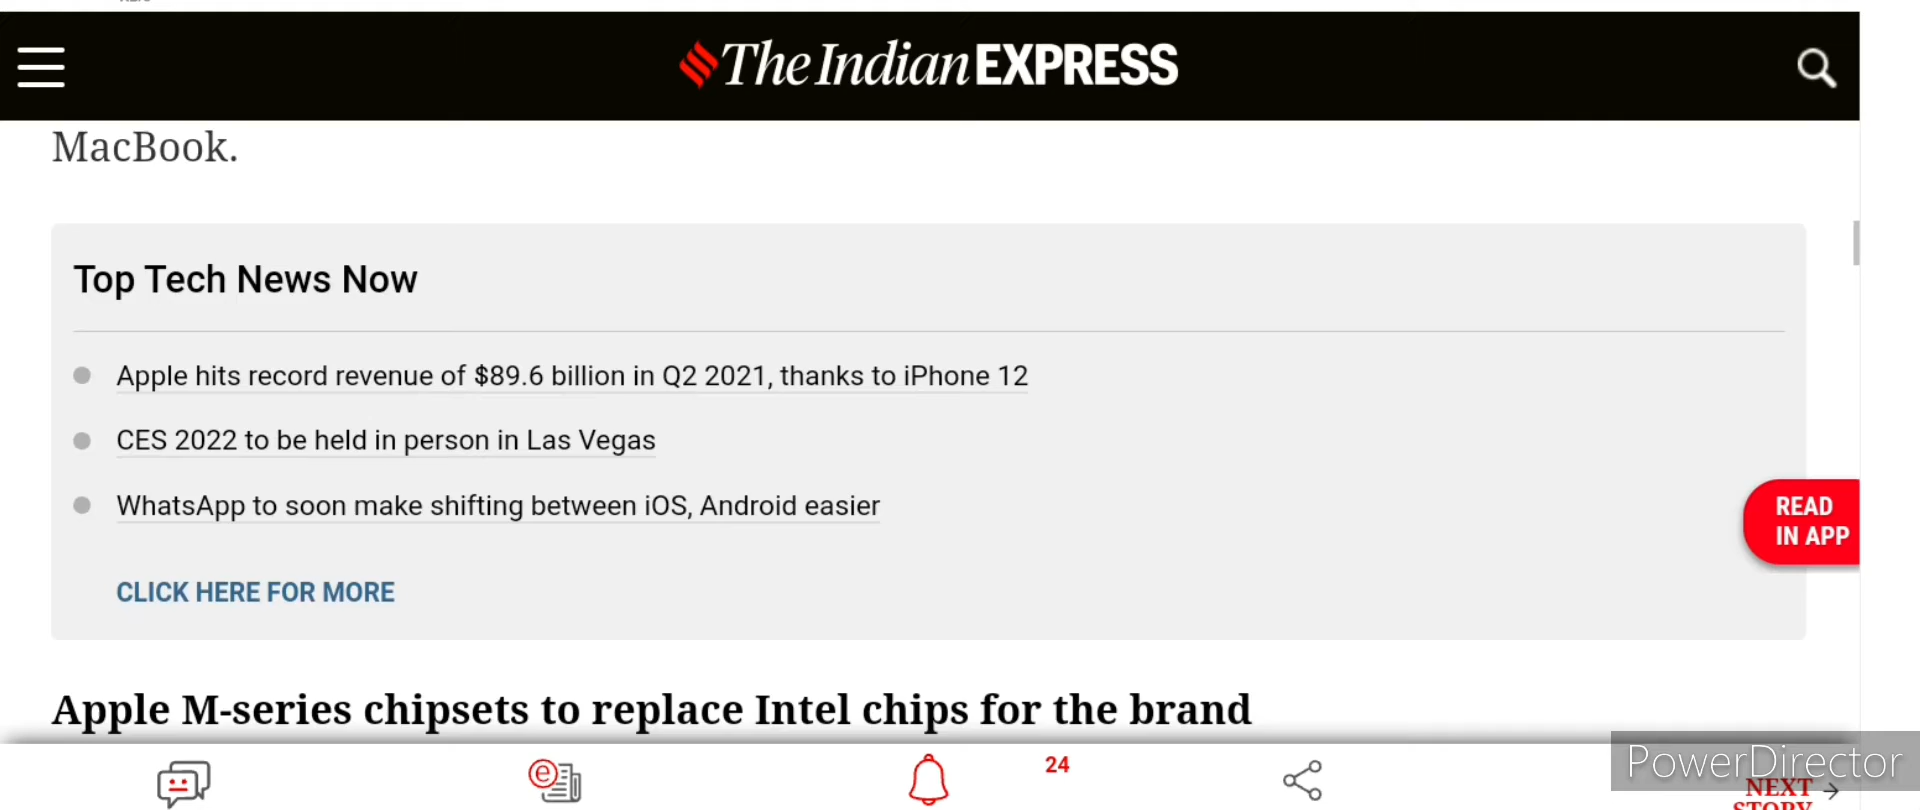 The Indian EXPRESS
MacBook.
Top Tech News Now
Apple hits record revenue of $89.6 billion in Q2 2021, thanks to iPhone 12
CES 2022 to be held in person in Las Vegas
WhatsApp to soon make shifting between iOS, Android easier
READ
IN APP
CLICK HERE FOR MORE
Apple M-series chipsets to replace Intel chips for the brand
24
PowerDirector
NEXT
STORY